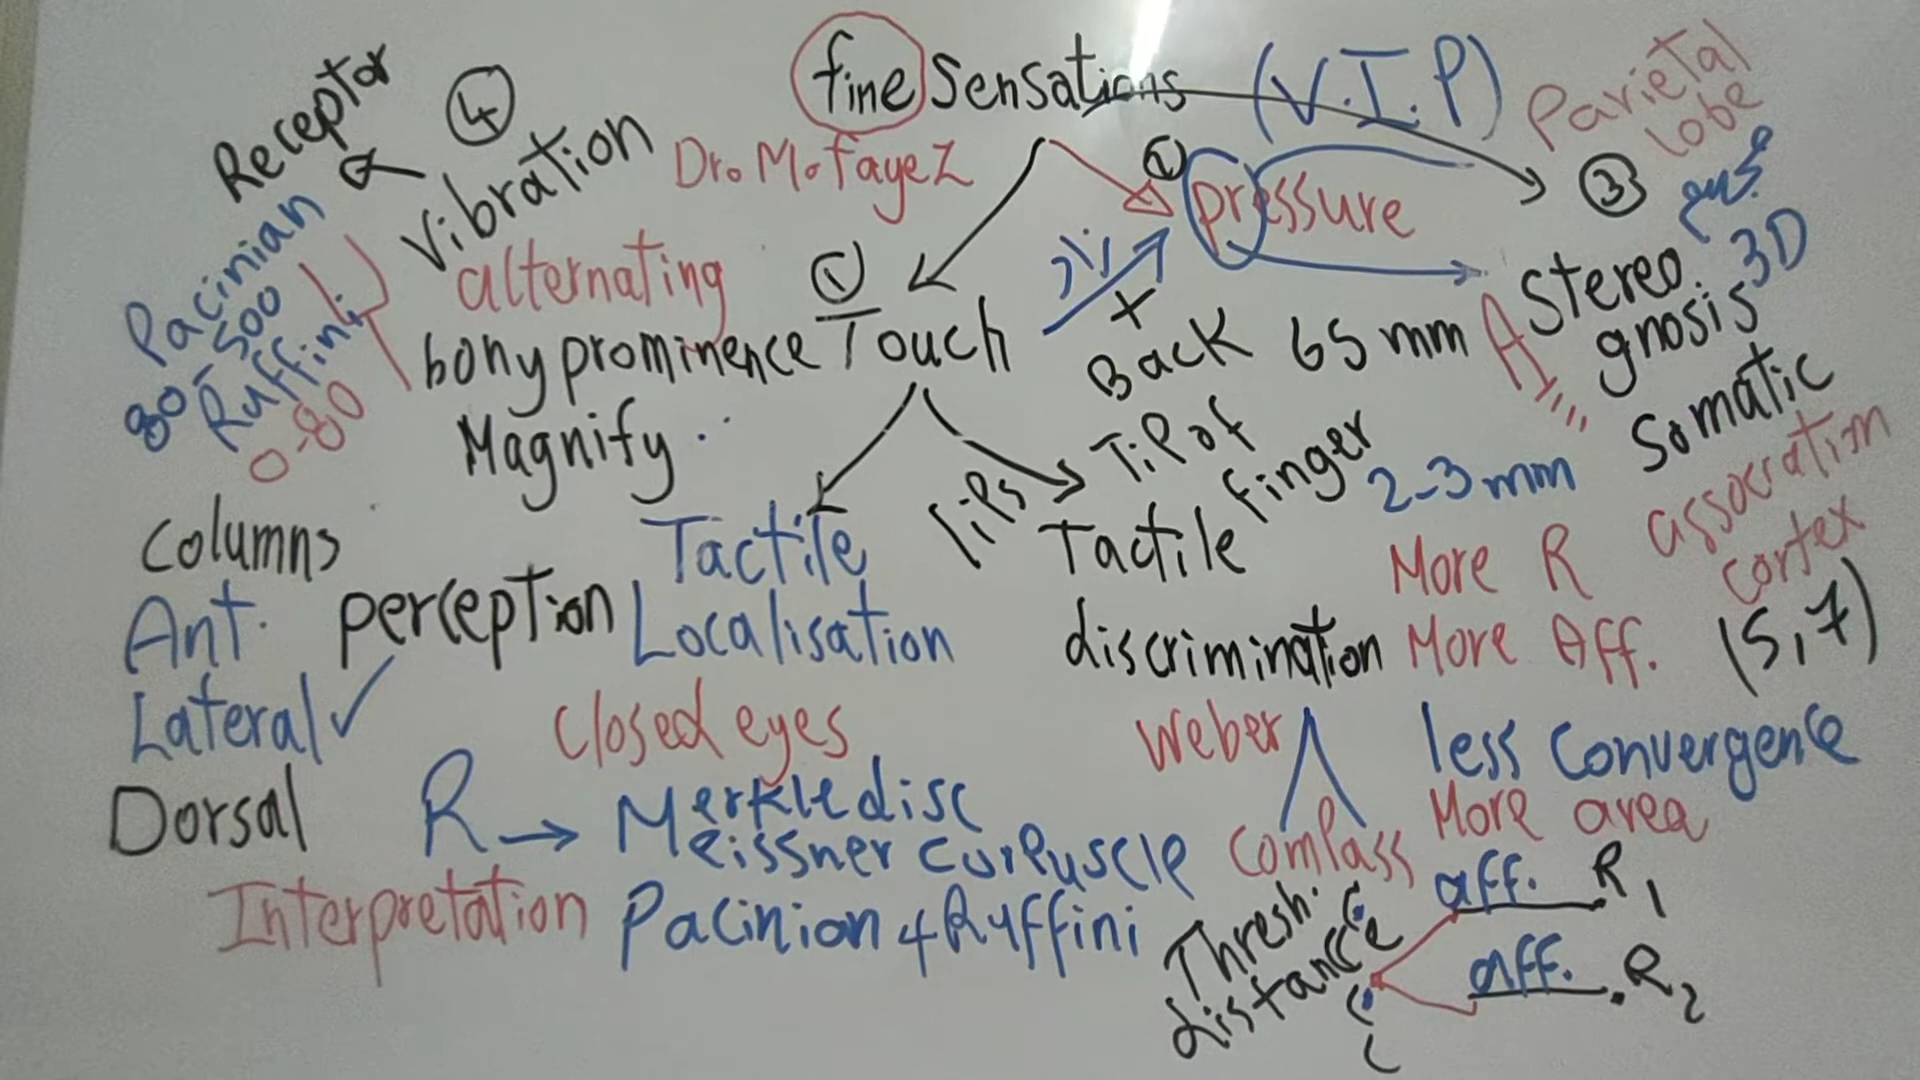 fine Sensations (V.I.P)
Parietal
lobe
Dr. M. fayeZ
Receptor
4
Vibration
Pacinian
80-500
Ruffini
0-80
alternating
bony prominence
Magnify
1
Touch
pressure
+
3
Stereo.
gnosis
3D
Somatic
association
cortex
(5,7)
Back 65 mm
Tip of
finger
2-3 mm
lips
Tactile
Localisation
closed eyes
Tactile
discrimination
More R
More Aff.
less convergence
More area
Weber
compass
Thresh.
distance
aff. R1
aff. R2
Columns
Ant.
Lateral ✓
Dorsal
perception
R → Merkle disc
Meissner Corpuscle
Pacinion & Ruffini
Interpretation